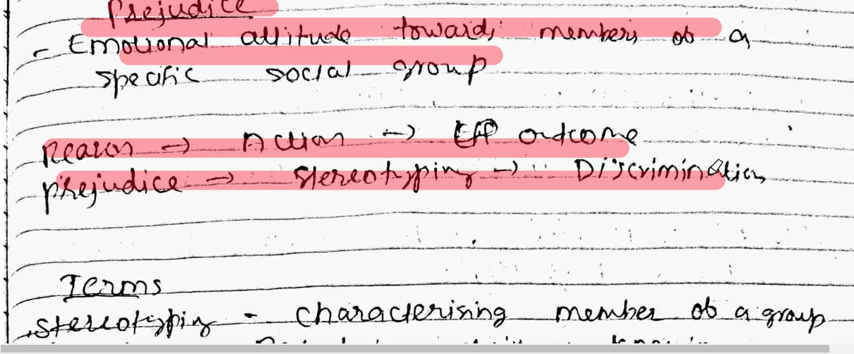 Prejudice
- Emotional attitude towards members of a
specific social group
Reason → Action → outcome
prejudice → stereotyping → Discrimination
Terms
stereotyping - characterising member of a group